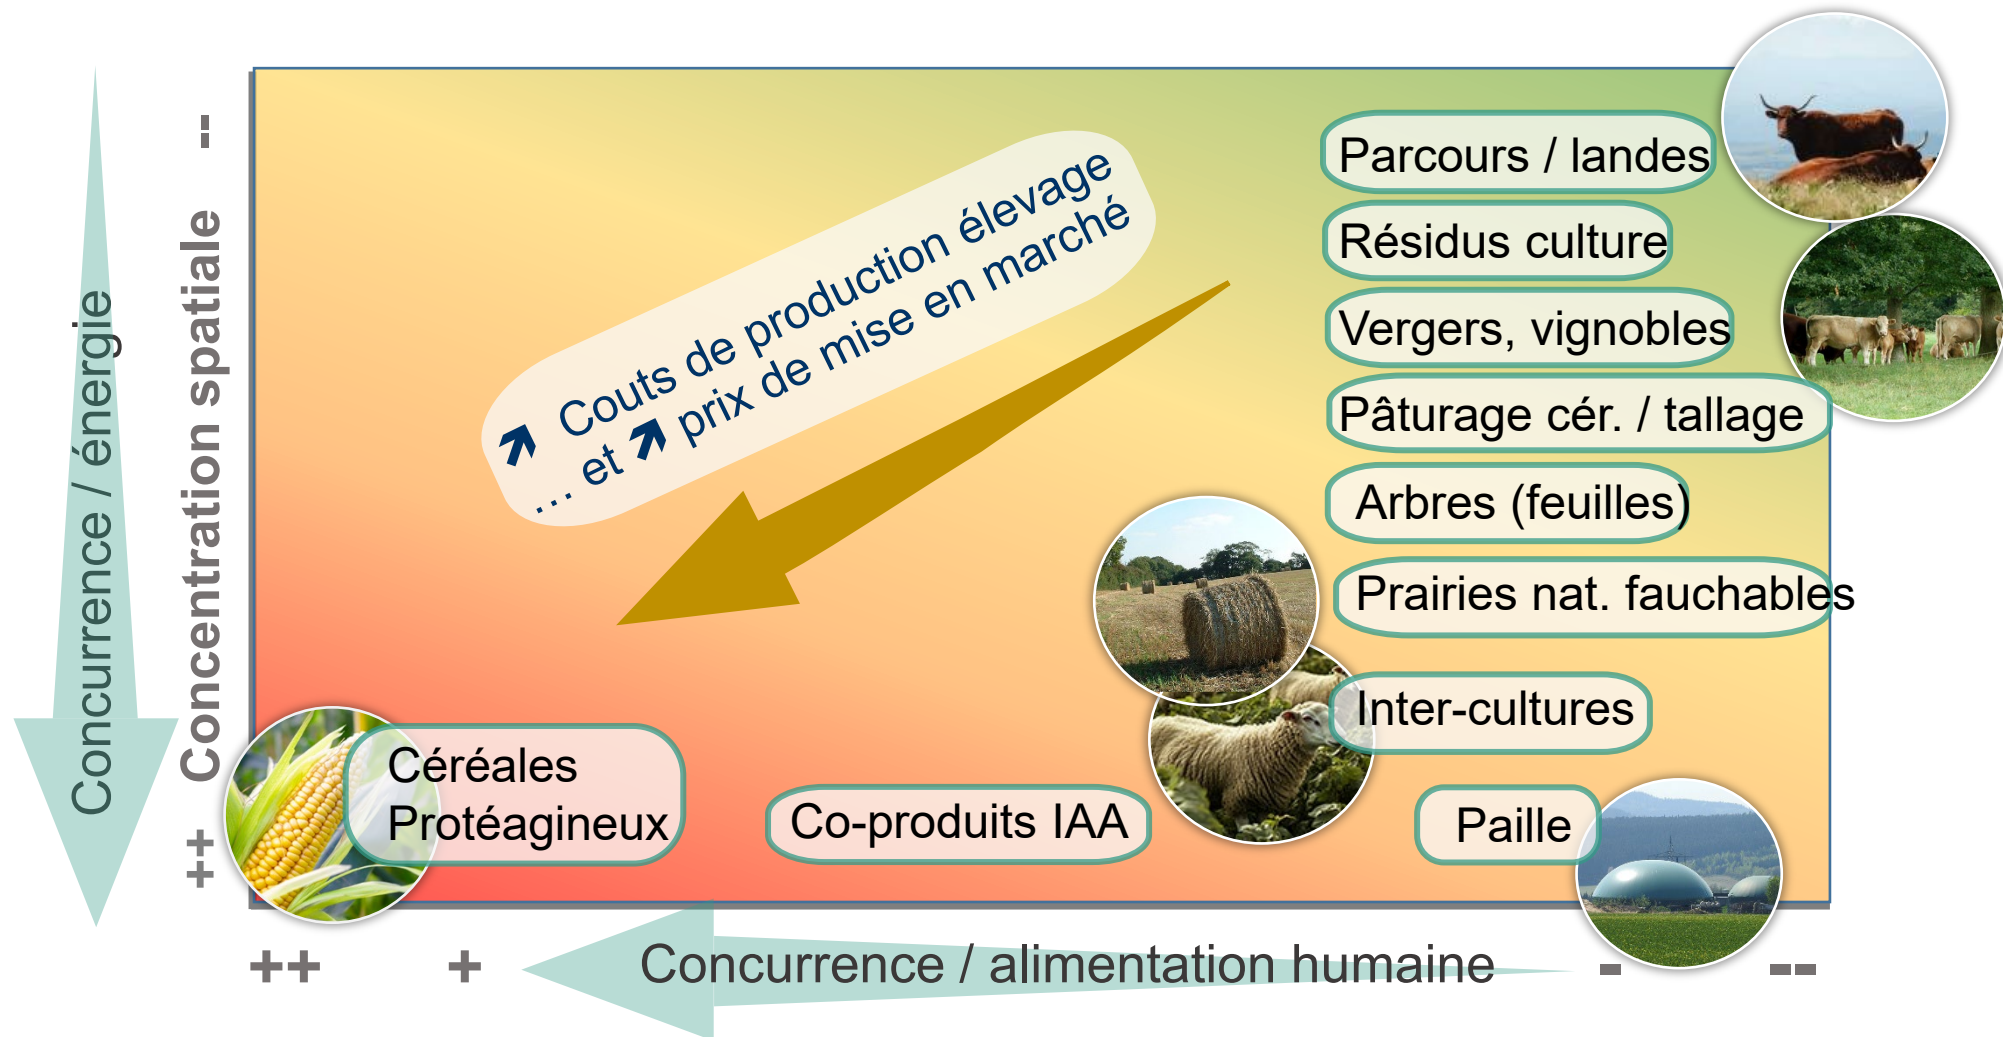 Concurrence / énergie
++ Concentration spatiale --
↗ Couts de production élevage
… et ↗ prix de mise en marché
Parcours / landes
Résidus culture
Vergers, vignobles
Pâturage cér. / tallage
Arbres (feuilles)
Prairies nat. fauchables
Inter-cultures
Céréales
Protéagineux
Co-produits IAA
Paille
++ + Concurrence / alimentation humaine - --